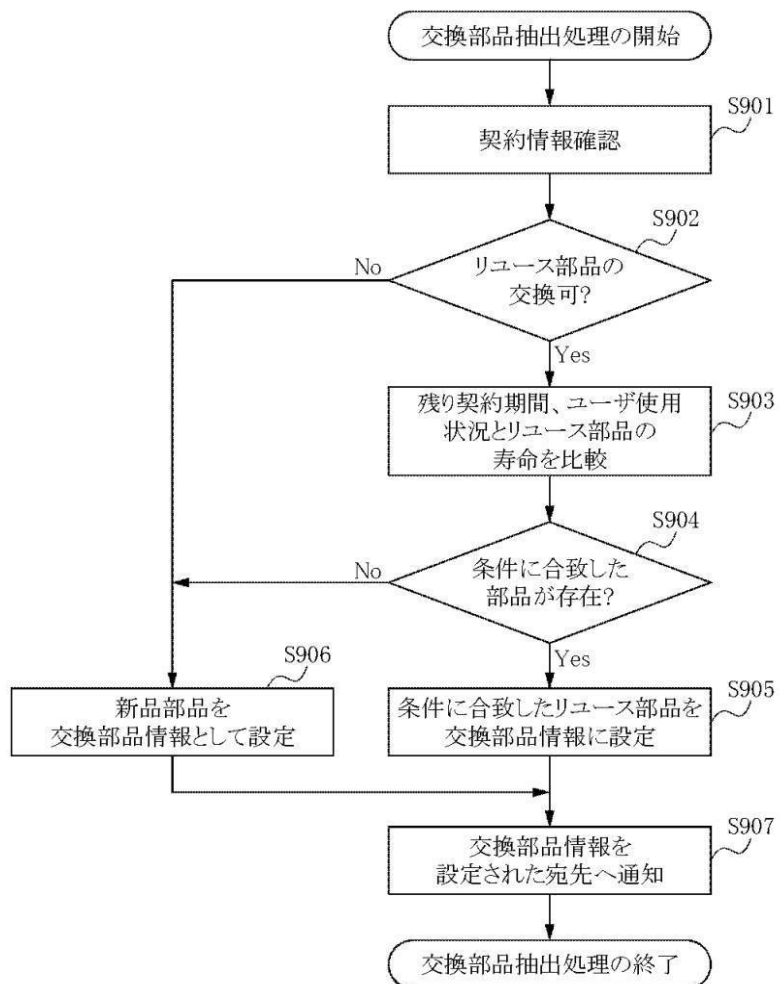 交換部品抽出処理の開始
S901
契約情報確認
S902
No
リユース部品の
交換可?
Yes
S903
残り契約期間、ユーザ使用
状況とリユース部品の
寿命を比較
S904
No
条件に合致した
部品が存在?
Yes
S906
新品部品を
交換部品情報として設定
S905
条件に合致したリユース部品を
交換部品情報に設定
S907
交換部品情報を
設定された宛先へ通知
交換部品抽出処理の終了